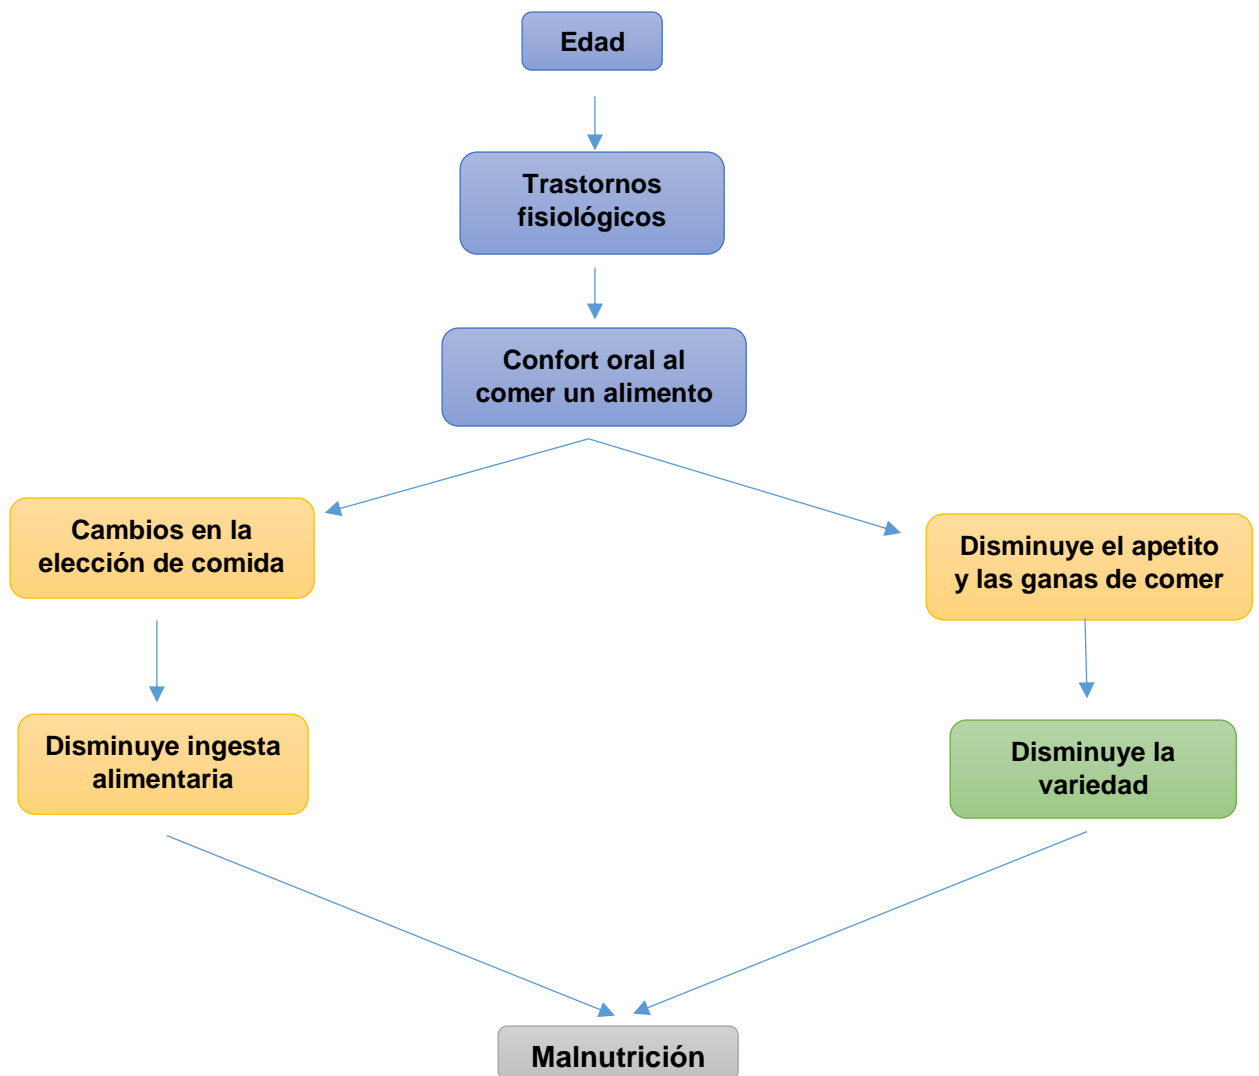 Edad
Trastornos
fisiológicos
Confort oral al
comer un alimento
Cambios en la
elección de comida
Disminuye el apetito
y las ganas de comer
Disminuye ingesta
alimentaria
Disminuye la
variedad
Malnutrición